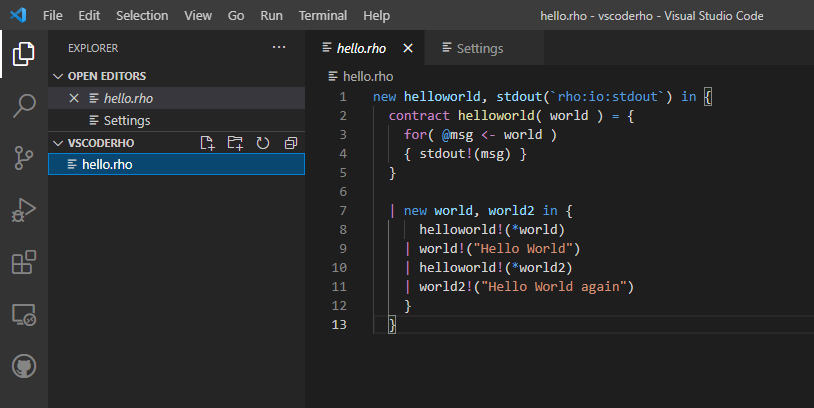 File Edit Selection View Go Run Terminal Help hello.rho - vscoderho - Visual Studio Code
EXPLORER ···
OPEN EDITORS
hello.rho
Settings
VSCODERHO
hello.rho
hello.rho Settings
hello.rho
1 new helloworld, stdout(`rho:io:stdout`) in {
2   contract helloworld( world ) = {
3     for( @msg <- world )
4     { stdout!(msg) }
5   }
6
7   | new world, world2 in {
8       helloworld!(*world)
9     | world!("Hello World")
10     | helloworld!(*world2)
11     | world2!("Hello World again")
12     }
13   }